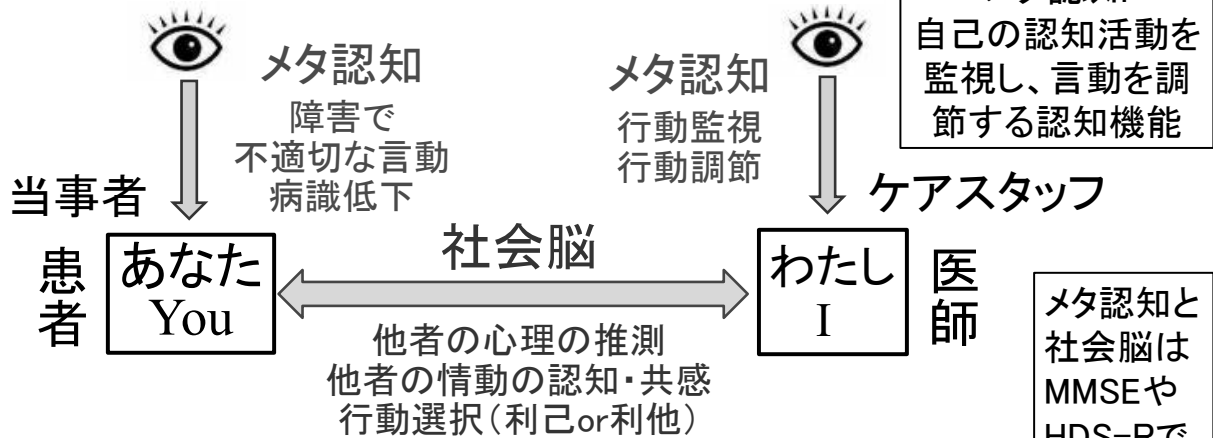 自己の認知活動を
監視し、言動を調
節する認知機能
メタ認知
障害で
不適切な言動
病識低下
メタ認知
行動監視
行動調節
当事者
ケアスタッフ
患者
あなた
You
社会脳
他者の心理の推測
他者の情動の認知・共感
行動選択（利己or利他）
わたし
I
医師
メタ認知と
社会脳は
MMSEや
HDS-Rで